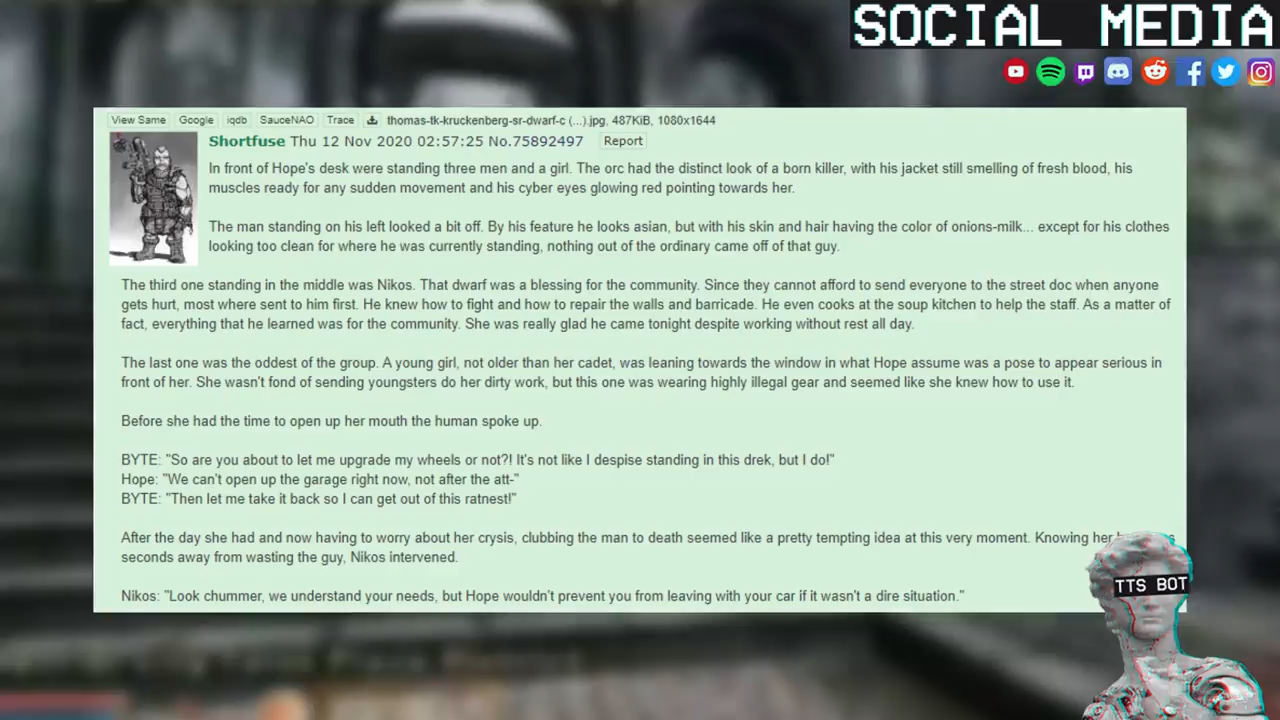 SOCIAL MEDIA
View Same Google iqdb SauceNAO Trace thomas-tk-kruckenberg-sr-dwarf-c (...).jpg, 487KiB, 1080x1644
Shortfuse Thu 12 Nov 2020 02:57:25 No.75892497 Report
In front of Hope's desk were standing three men and a girl. The orc had the distinct look of a born killer, with his jacket still smelling of fresh blood, his
muscles ready for any sudden movement and his cyber eyes glowing red pointing towards her.
The man standing on his left looked a bit off. By his feature he looks asian, but with his skin and hair having the color of onions-milk... except for his clothes
looking too clean for where he was currently standing, nothing out of the ordinary came off of that guy.
The third one standing in the middle was Nikos. That dwarf was a blessing for the community. Since they cannot afford to send everyone to the street doc when anyone
gets hurt, most where sent to him first. He knew how to fight and how to repair the walls and barricade. He even cooks at the soup kitchen to help the staff. As a matter of
fact, everything that he learned was for the community. She was really glad he came tonight despite working without rest all day.
The last one was the oddest of the group. A young girl, not older than her cadet, was leaning towards the window in what Hope assume was a pose to appear serious in
front of her. She wasn't fond of sending youngsters do her dirty work, but this one was wearing highly illegal gear and seemed like she knew how to use it.
Before she had the time to open up her mouth the human spoke up.
BYTE: "So are you about to let me upgrade my wheels or not?! It's not like I despise standing in this drek, but I do!"
Hope: "We can't open up the garage right now, not after the att-"
BYTE: "Then let me take it back so I can get out of this ratnest!"
After the day she had and now having to worry about her crysis, clubbing the man to death seemed like a pretty tempting idea at this very moment. Knowing her
seconds away from wasting the guy, Nikos intervened.
TTS BOT
Nikos: "Look chummer, we understand your needs, but Hope wouldn't prevent you from leaving with your car if it wasn't a dire situation."